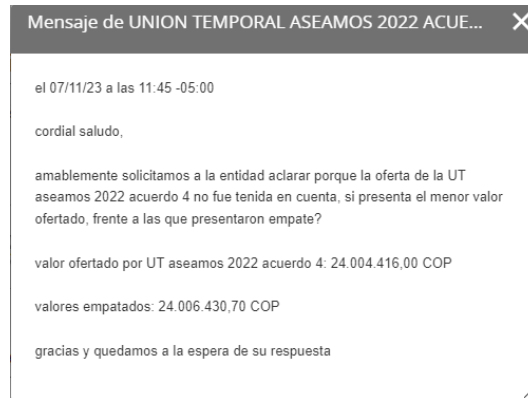 Mensaje de UNION TEMPORAL ASEAMOS 2022 ACUE...
el 07/11/23 a las 11:45 -05:00
cordial saludo,
amablemente solicitamos a la entidad aclarar porque la oferta de la UT
aseamos 2022 acuerdo 4 no fue tenida en cuenta, si presenta el menor valor
ofertado, frente a las que presentaron empate?
valor ofertado por UT aseamos 2022 acuerdo 4: 24.004.416,00 COP
valores empatados: 24.006.430,70 COP
gracias y quedamos a la espera de su respuesta